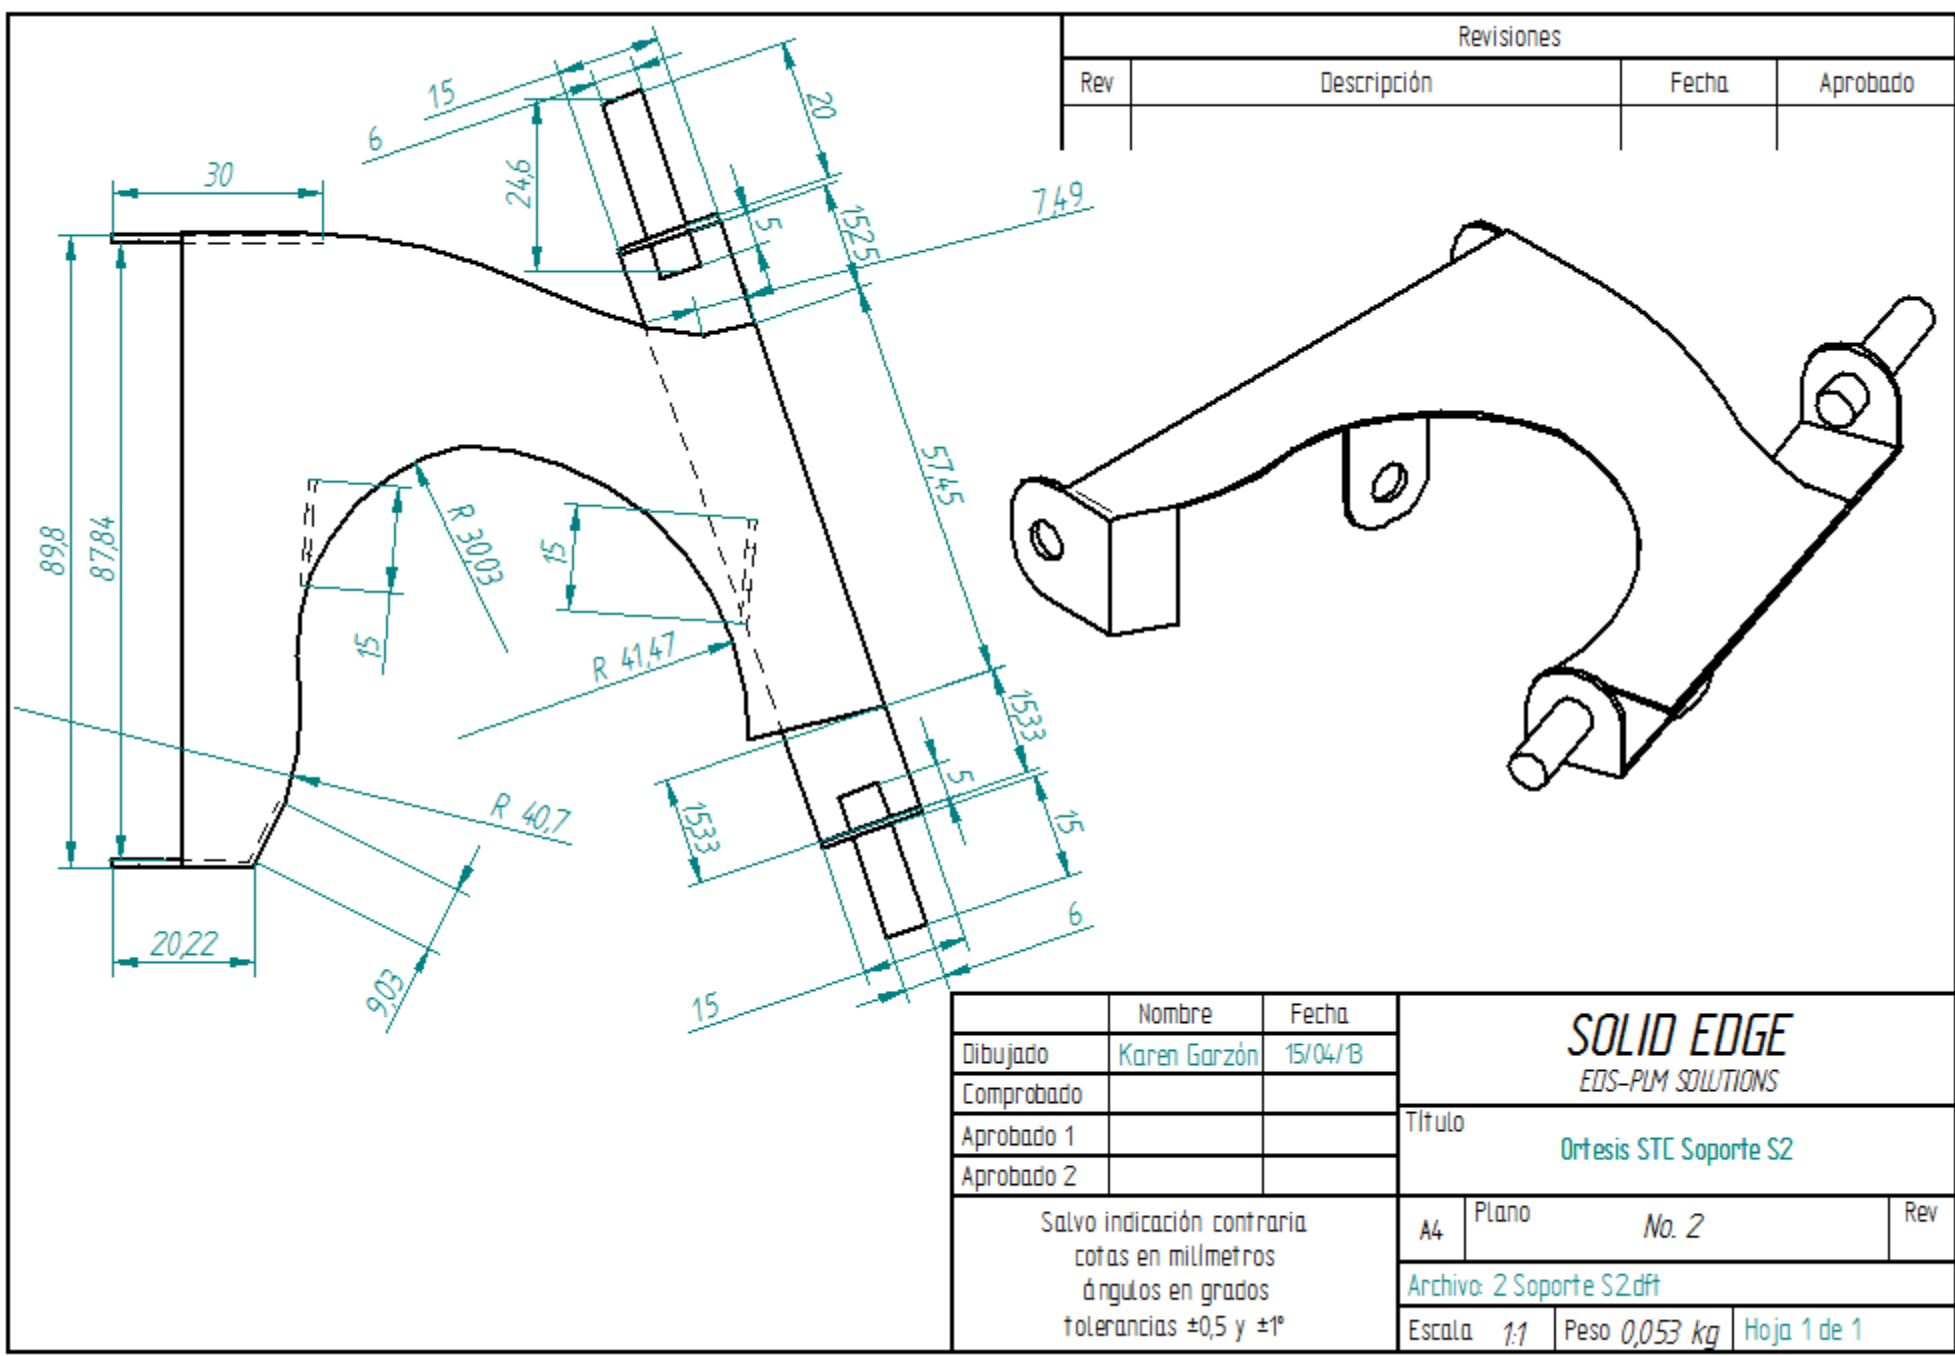 Revisiones
Rev Descripción Fecha Aprobado
15
6
20
24,6
30
5
15,25
7,49
57,45
R 30,03
15
15
89,8
87,84
R 41,47
15,33
5
15
15,33
R 40,7
6
20,22
9,03
15
Nombre Fecha
Dibujado Karen Garzón 15/04/13
Comprobado
Aprobado 1
Aprobado 2
Salvo indicación contraria
cotas en milímetros
ángulos en grados
tolerancias ±0,5 y ±1º
SOLID EDGE
EDS-PLM SOLUTIONS
Título
Ortesis STC Soporte S2
A4 Plano No. 2 Rev
Archivo: 2 Soporte S2.dft
Escala 1:1 Peso 0,053 kg Hoja 1 de 1